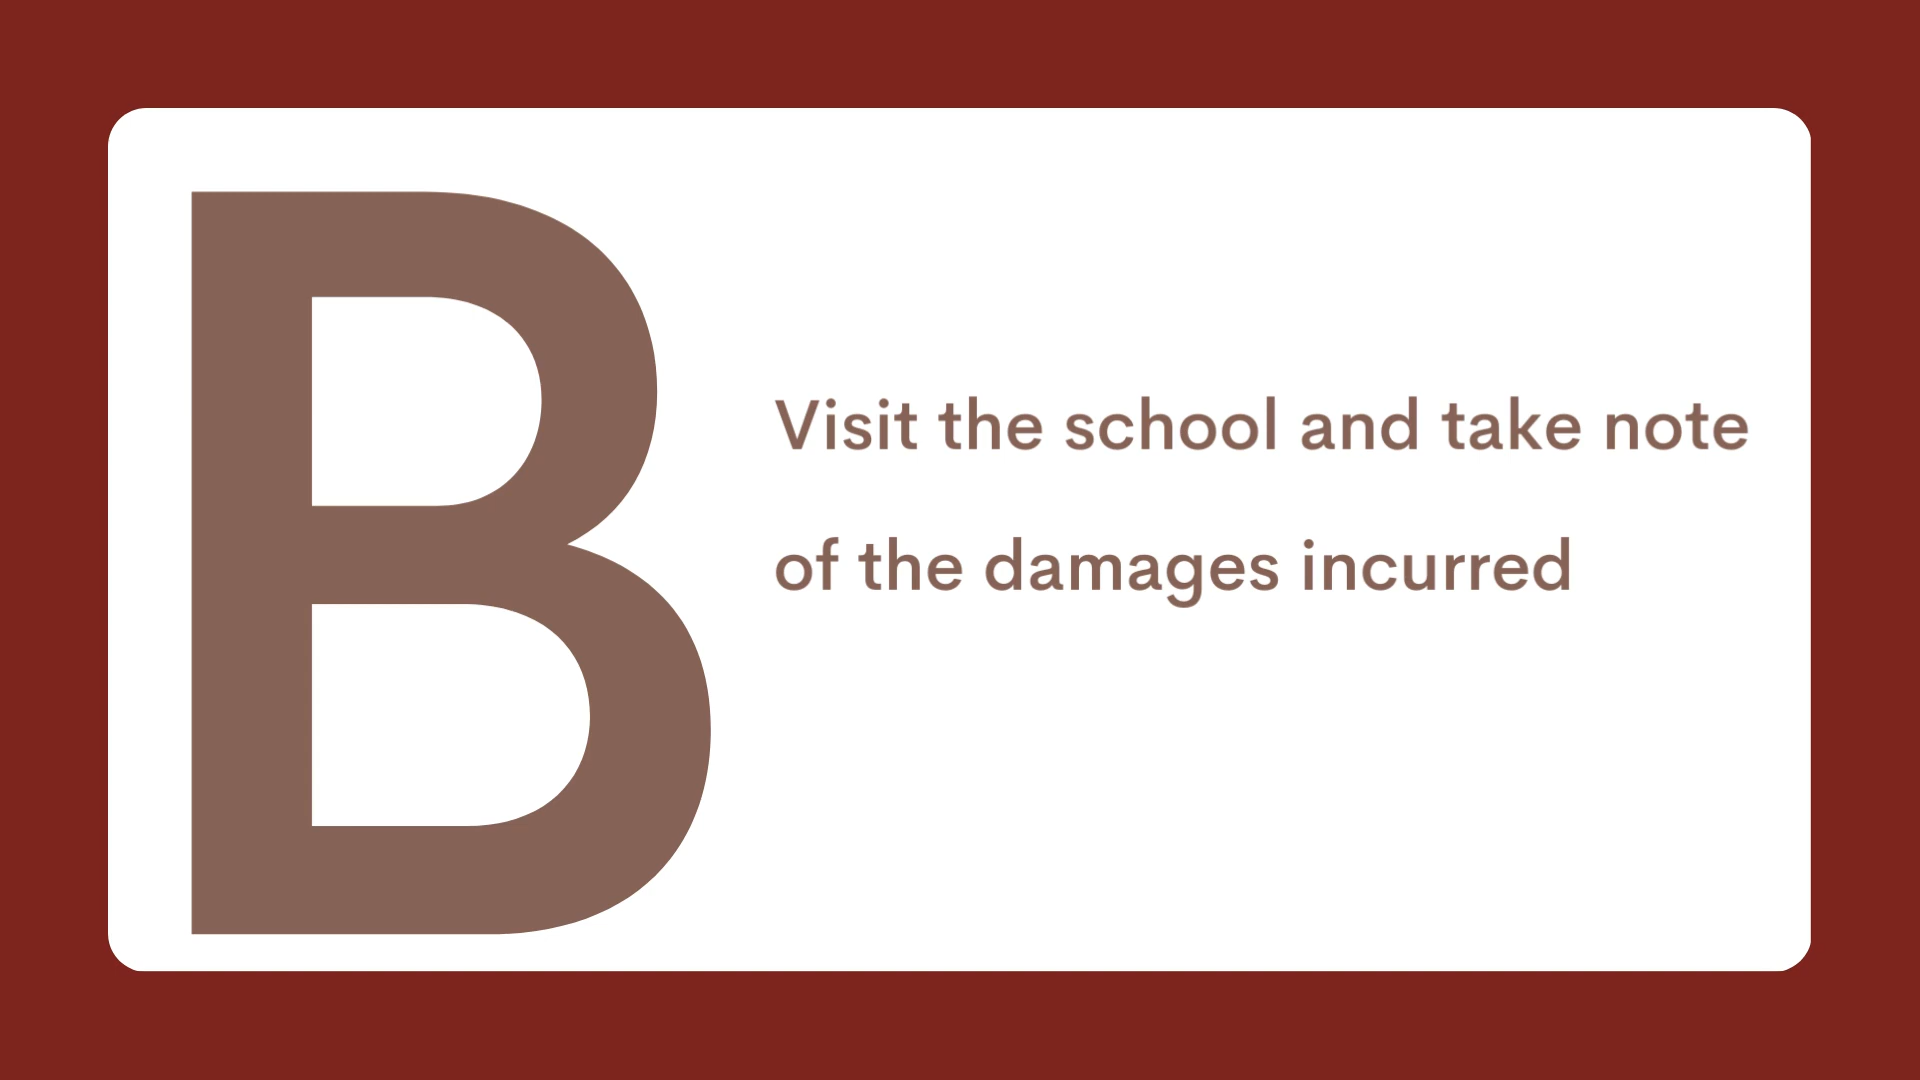 B
Visit the school and take note
of the damages incurred